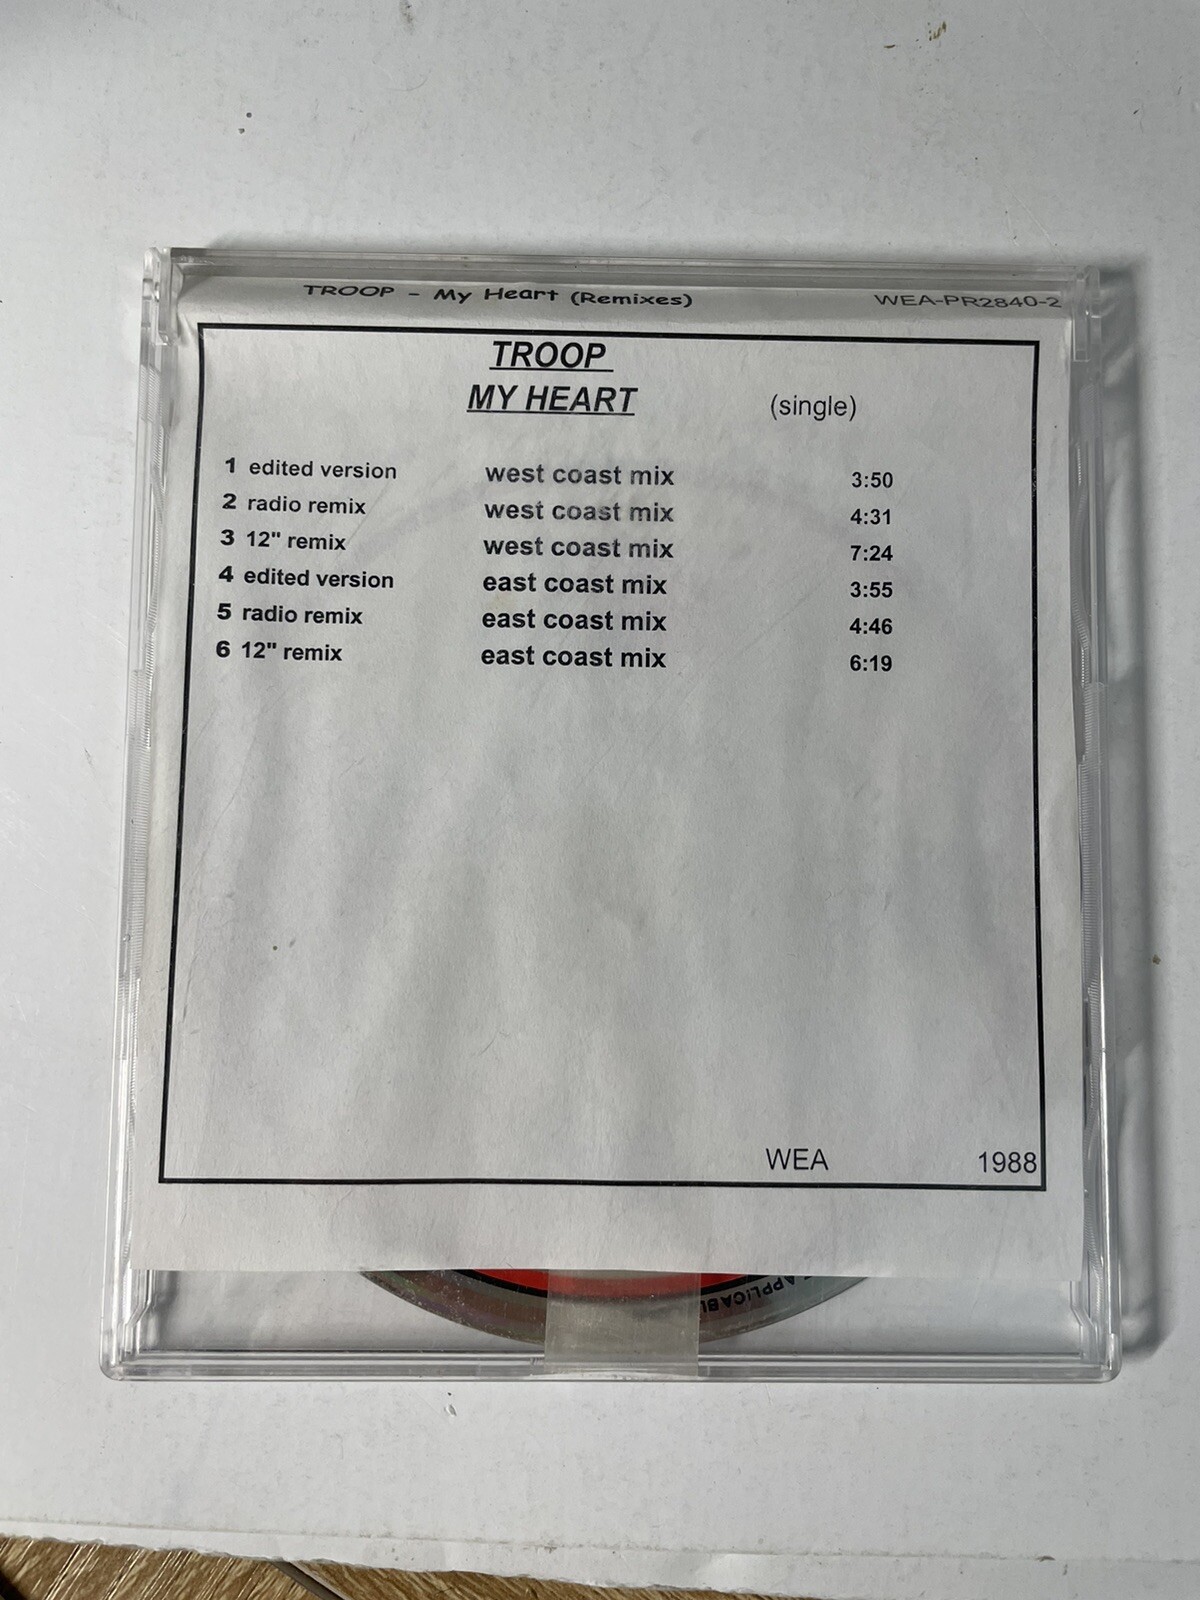 TROOP - My Heart (Remixes) WEA-PR2840-2
TROOP
MY HEART (single)
1 edited version west coast mix 3:50
2 radio remix west coast mix 4:31
3 12" remix west coast mix 7:24
4 edited version east coast mix 3:55
5 radio remix east coast mix 4:46
6 12" remix east coast mix 6:19
WEA 1988